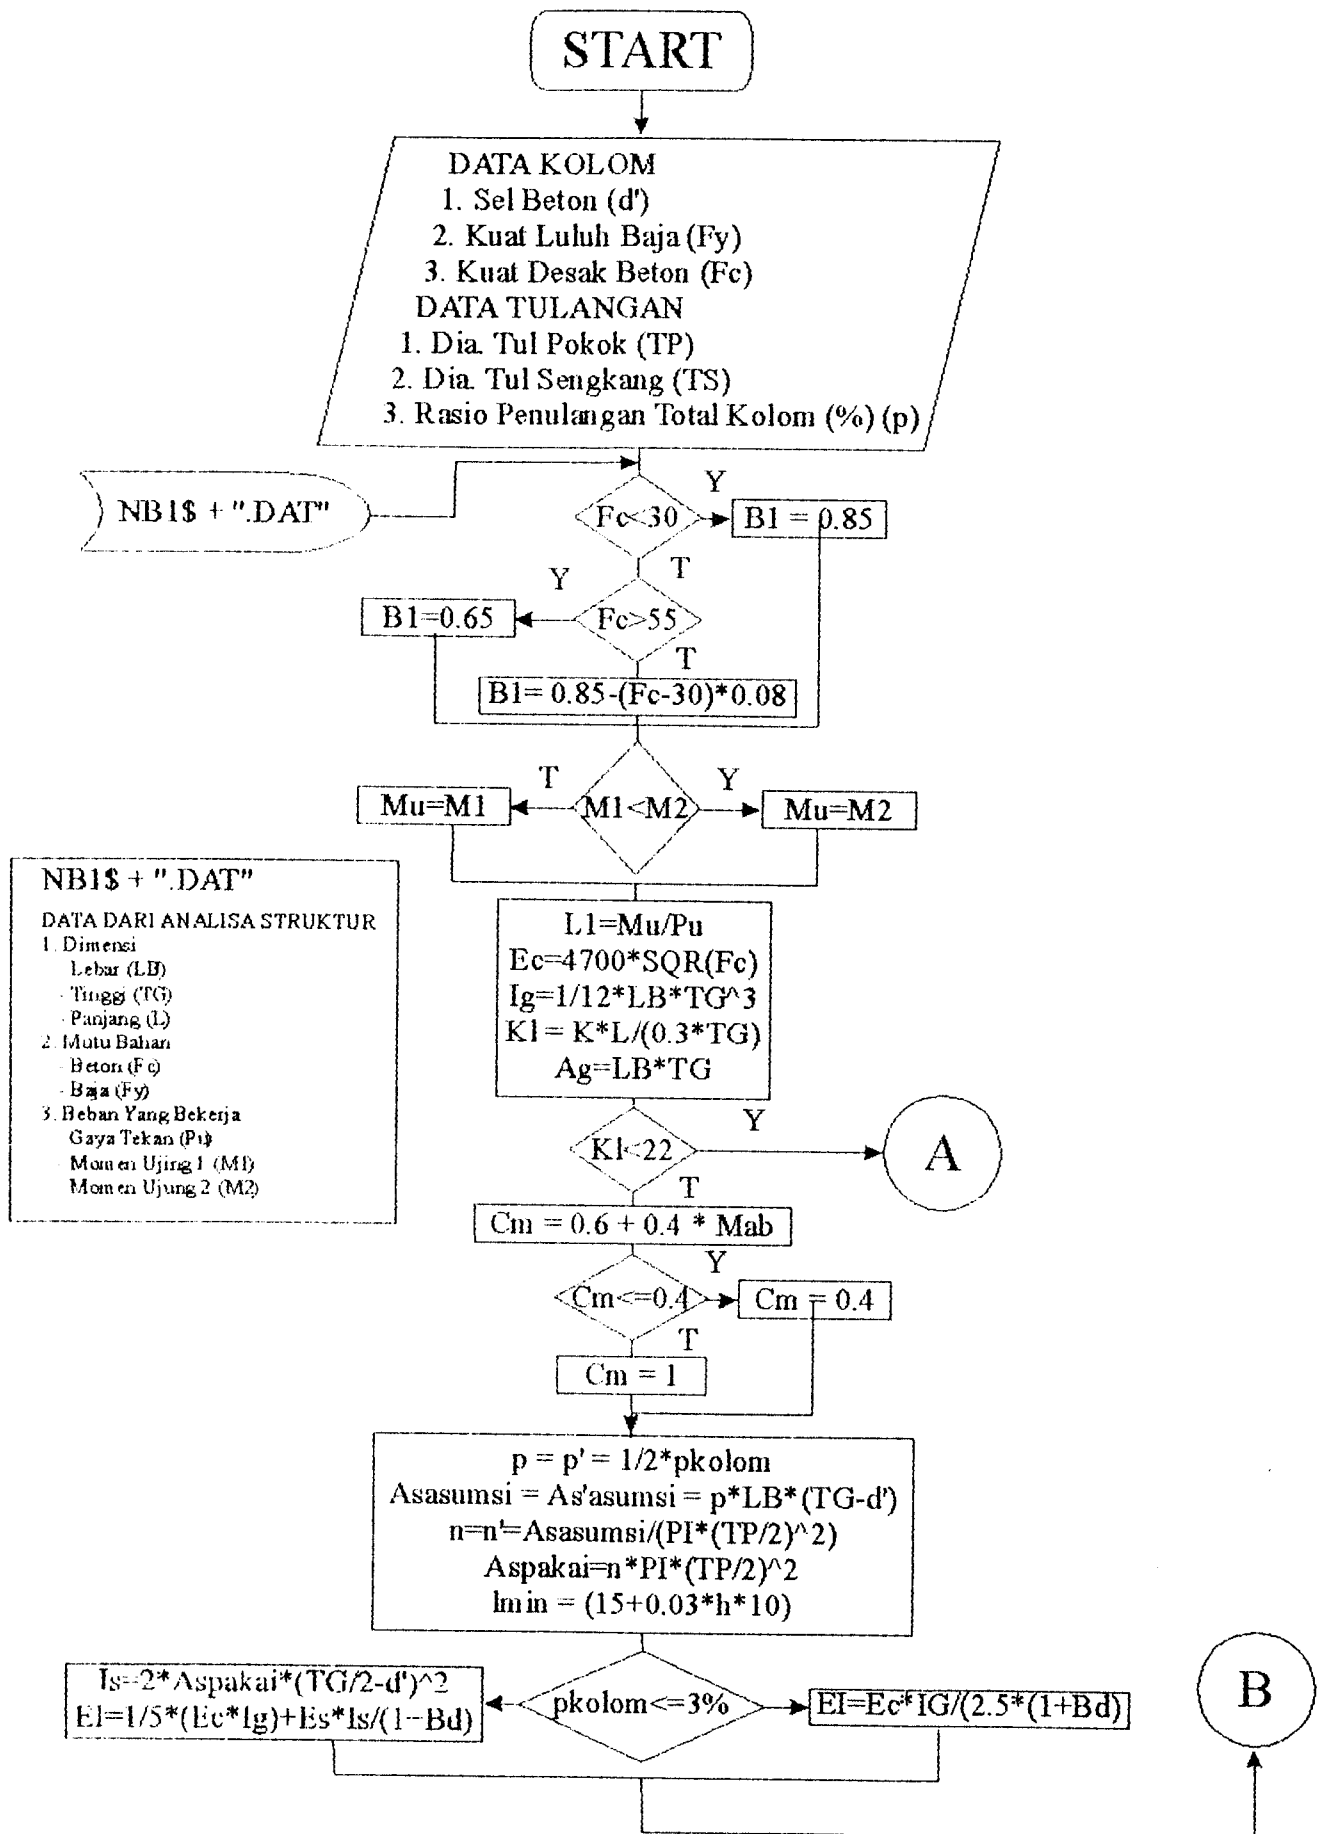 START
DATA KOLOM
1. Sel Beton (d')
2. Kuat Luluh Baja (Fy)
3. Kuat Desak Beton (Fc)
DATA TULANGAN
1. Dia. Tul Pokok (TP)
2. Dia. Tul Sengkang (TS)
3. Rasio Penulangan Total Kolom (%) (p)
NB1$ + ".DAT"
Fc<30
Y
B1 = 0.85
T
Fc>55
Y
B1=0.65
T
B1= 0.85-(Fc-30)*0.08
M1<M2
T
Mu=M1
Y
Mu=M2
NB1$ + ".DAT"
DATA DARI ANALISA STRUKTUR
1. Dimensi
Lebar (LB)
- Tinggi (TG)
- Panjang (L)
2. Mutu Bahan
- Beton (Fc)
- Baja (Fy)
3. Beban Yang Bekerja
Gaya Tekan (Pu)
Momen Ujing 1 (M1)
Momen Ujung 2 (M2)
L1=Mu/Pu
Ec=4700*SQR(Fc)
Ig=1/12*LB*TG^3
Kl = K*L/(0.3*TG)
Ag=LB*TG
Kl<22
Y
A
T
Cm = 0.6 + 0.4 * Mab
Cm<=0.4
Y
Cm = 0.4
T
Cm = 1
p = p' = 1/2*pkolom
Asasumsi = As'asumsi = p*LB*(TG-d')
n=n'=Asasumsi/(PI*(TP/2)^2)
Aspakai=n*PI*(TP/2)^2
lmin = (15+0.03*h*10)
Is=2*Aspakai*(TG/2-d')^2
EI=1/5*(Ec*Ig)+Es*Is/(1-Bd)
pkolom<=3%
EI=Ec*IG/(2.5*(1+Bd)
B